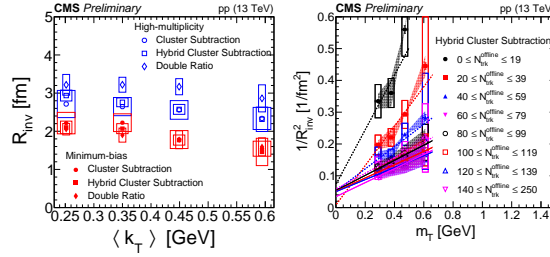 CMS Preliminary pp (13 TeV)
High-multiplicity
Cluster Subtraction
Hybrid Cluster Subtraction
Double Ratio
Minimum-bias
Cluster Subtraction
Hybrid Cluster Subtraction
Double Ratio
R_inv [fm]
0 1 2 3 4 5 6
0.25 0.3 0.35 0.4 0.45 0.5 0.55 0.6
⟨ k_T ⟩ [GeV]
CMS Preliminary pp (13 TeV)
Hybrid Cluster Subtraction
0 ≤ N_trk^offline ≤ 19
20 ≤ N_trk^offline ≤ 39
40 ≤ N_trk^offline ≤ 59
60 ≤ N_trk^offline ≤ 79
80 ≤ N_trk^offline ≤ 99
100 ≤ N_trk^offline ≤ 119
120 ≤ N_trk^offline ≤ 139
140 ≤ N_trk^offline ≤ 250
1/R²_inv [1/fm²]
0 0.1 0.2 0.3 0.4 0.5 0.6
0 0.2 0.4 0.6 0.8 1 1.2 1.4
m_T [GeV]